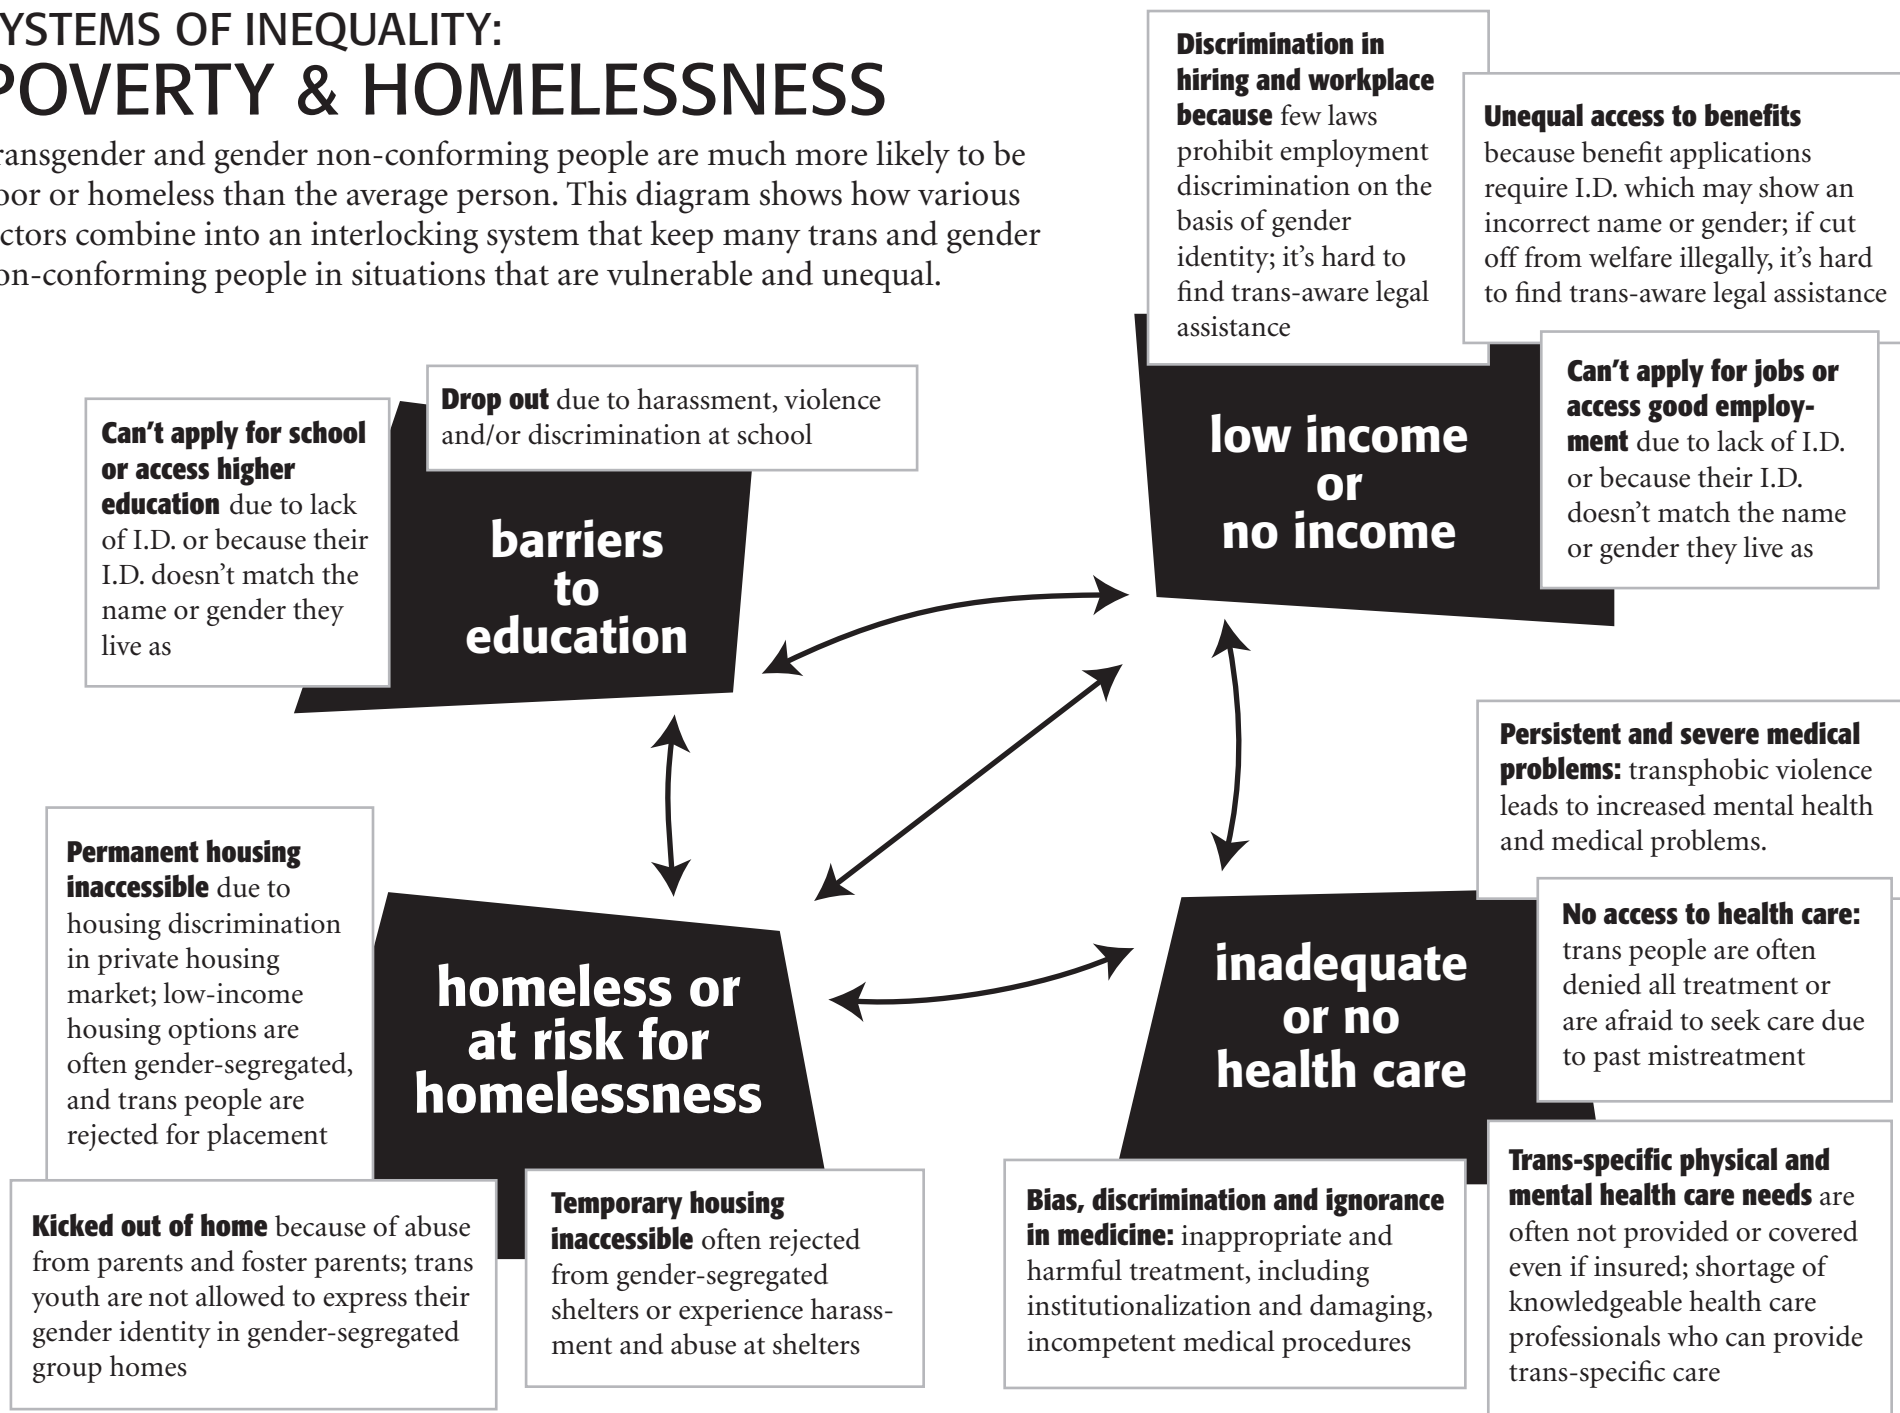 YSTEMS OF INEQUALITY:
POVERTY & HOMELESSNESS
ransgender and gender non-conforming people are much more likely to be
oor or homeless than the average person. This diagram shows how various
ctors combine into an interlocking system that keep many trans and gender
on-conforming people in situations that are vulnerable and unequal.
Discrimination in
hiring and workplace
because few laws
prohibit employment
discrimination on the
basis of gender
identity; it’s hard to
find trans-aware legal
assistance
Unequal access to benefits
because benefit applications
require I.D. which may show an
incorrect name or gender; if cut
off from welfare illegally, it’s hard
to find trans-aware legal assistance
Can’t apply for jobs or
access good employ-
ment due to lack of I.D.
or because their I.D.
doesn’t match the name
or gender they live as
low income
or
no income
Drop out due to harassment, violence
and/or discrimination at school
Can’t apply for school
or access higher
education due to lack
of I.D. or because their
I.D. doesn’t match the
name or gender they
live as
barriers
to
education
Persistent and severe medical
problems: transphobic violence
leads to increased mental health
and medical problems.
No access to health care:
trans people are often
denied all treatment or
are afraid to seek care due
to past mistreatment
inadequate
or no
health care
Bias, discrimination and ignorance
in medicine: inappropriate and
harmful treatment, including
institutionalization and damaging,
incompetent medical procedures
Trans-specific physical and
mental health care needs are
often not provided or covered
even if insured; shortage of
knowledgeable health care
professionals who can provide
trans-specific care
Permanent housing
inaccessible due to
housing discrimination
in private housing
market; low-income
housing options are
often gender-segregated,
and trans people are
rejected for placement
homeless or
at risk for
homelessness
Kicked out of home because of abuse
from parents and foster parents; trans
youth are not allowed to express their
gender identity in gender-segregated
group homes
Temporary housing
inaccessible often rejected
from gender-segregated
shelters or experience harass-
ment and abuse at shelters